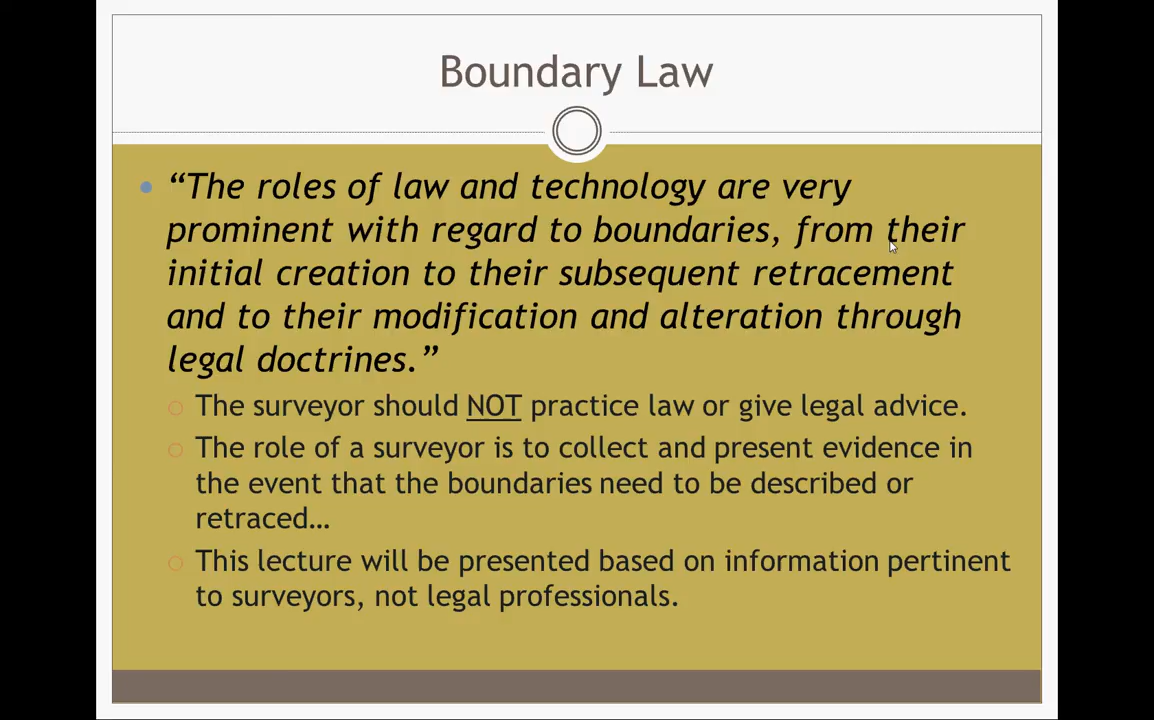 Boundary Law
“The roles of law and technology are very
prominent with regard to boundaries, from their
initial creation to their subsequent retracement
and to their modification and alteration through
legal doctrines.”
The surveyor should NOT practice law or give legal advice.
The role of a surveyor is to collect and present evidence in
the event that the boundaries need to be described or
retraced…
This lecture will be presented based on information pertinent
to surveyors, not legal professionals.